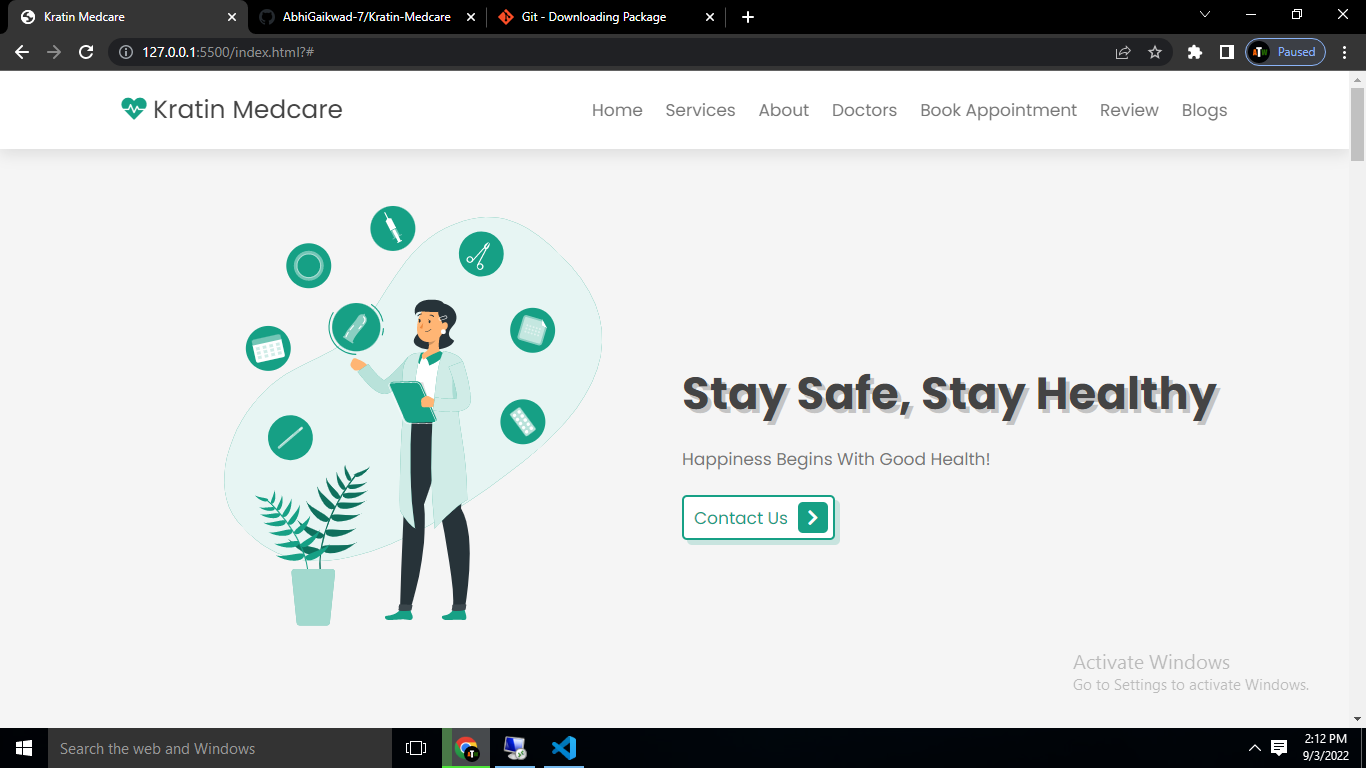 Kratin Medcare
AbhiGaikwad-7/Kratin-Medcare
Git - Downloading Package
127.0.0.1:5500/index.html?#
ATW
Paused
Kratin Medcare
Home
Services
About
Doctors
Book Appointment
Review
Blogs
Stay Safe, Stay Healthy
Happiness Begins With Good Health!
Contact Us
Activate Windows
Go to Settings to activate Windows.
Search the web and Windows
2:12 PM
9/3/2022